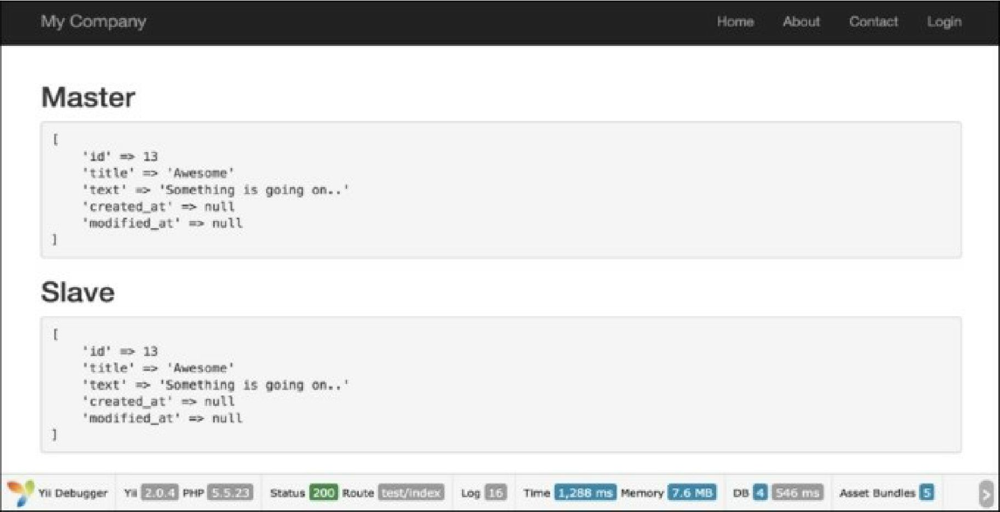 My Company Home About Contact Login
Master
[
'id' => 13
'title' => 'Awesome'
'text' => 'Something is going on..'
'created_at' => null
'modified_at' => null
]
Slave
[
'id' => 13
'title' => 'Awesome'
'text' => 'Something is going on..'
'created_at' => null
'modified_at' => null
]
Yii Debugger Yii 2.0.4 PHP 5.5.23 Status 200 Route test/index Log 16 Time 1,288 ms Memory 7.6 MB DB 4 546 ms Asset Bundles 5 >